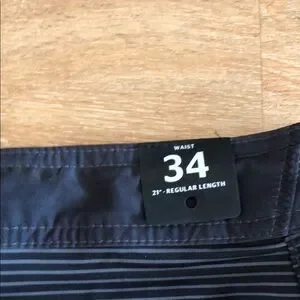 WAIST
34
21" - REGULAR LENGTH